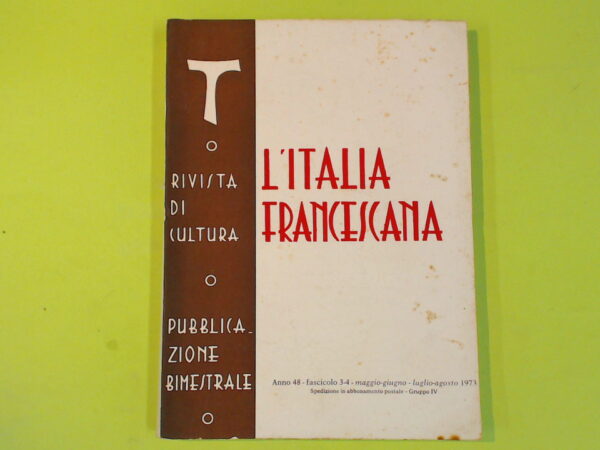 T
RIVISTA
DI
CULTURA
PUBBLICA-
ZIONE
BIMESTRALE
L'ITALIA
FRANCESCANA
Anno 48 - fascicolo 3-4 - maggio-giugno - luglio-agosto 1973
Spedizione in abbonamento postale - Gruppo IV